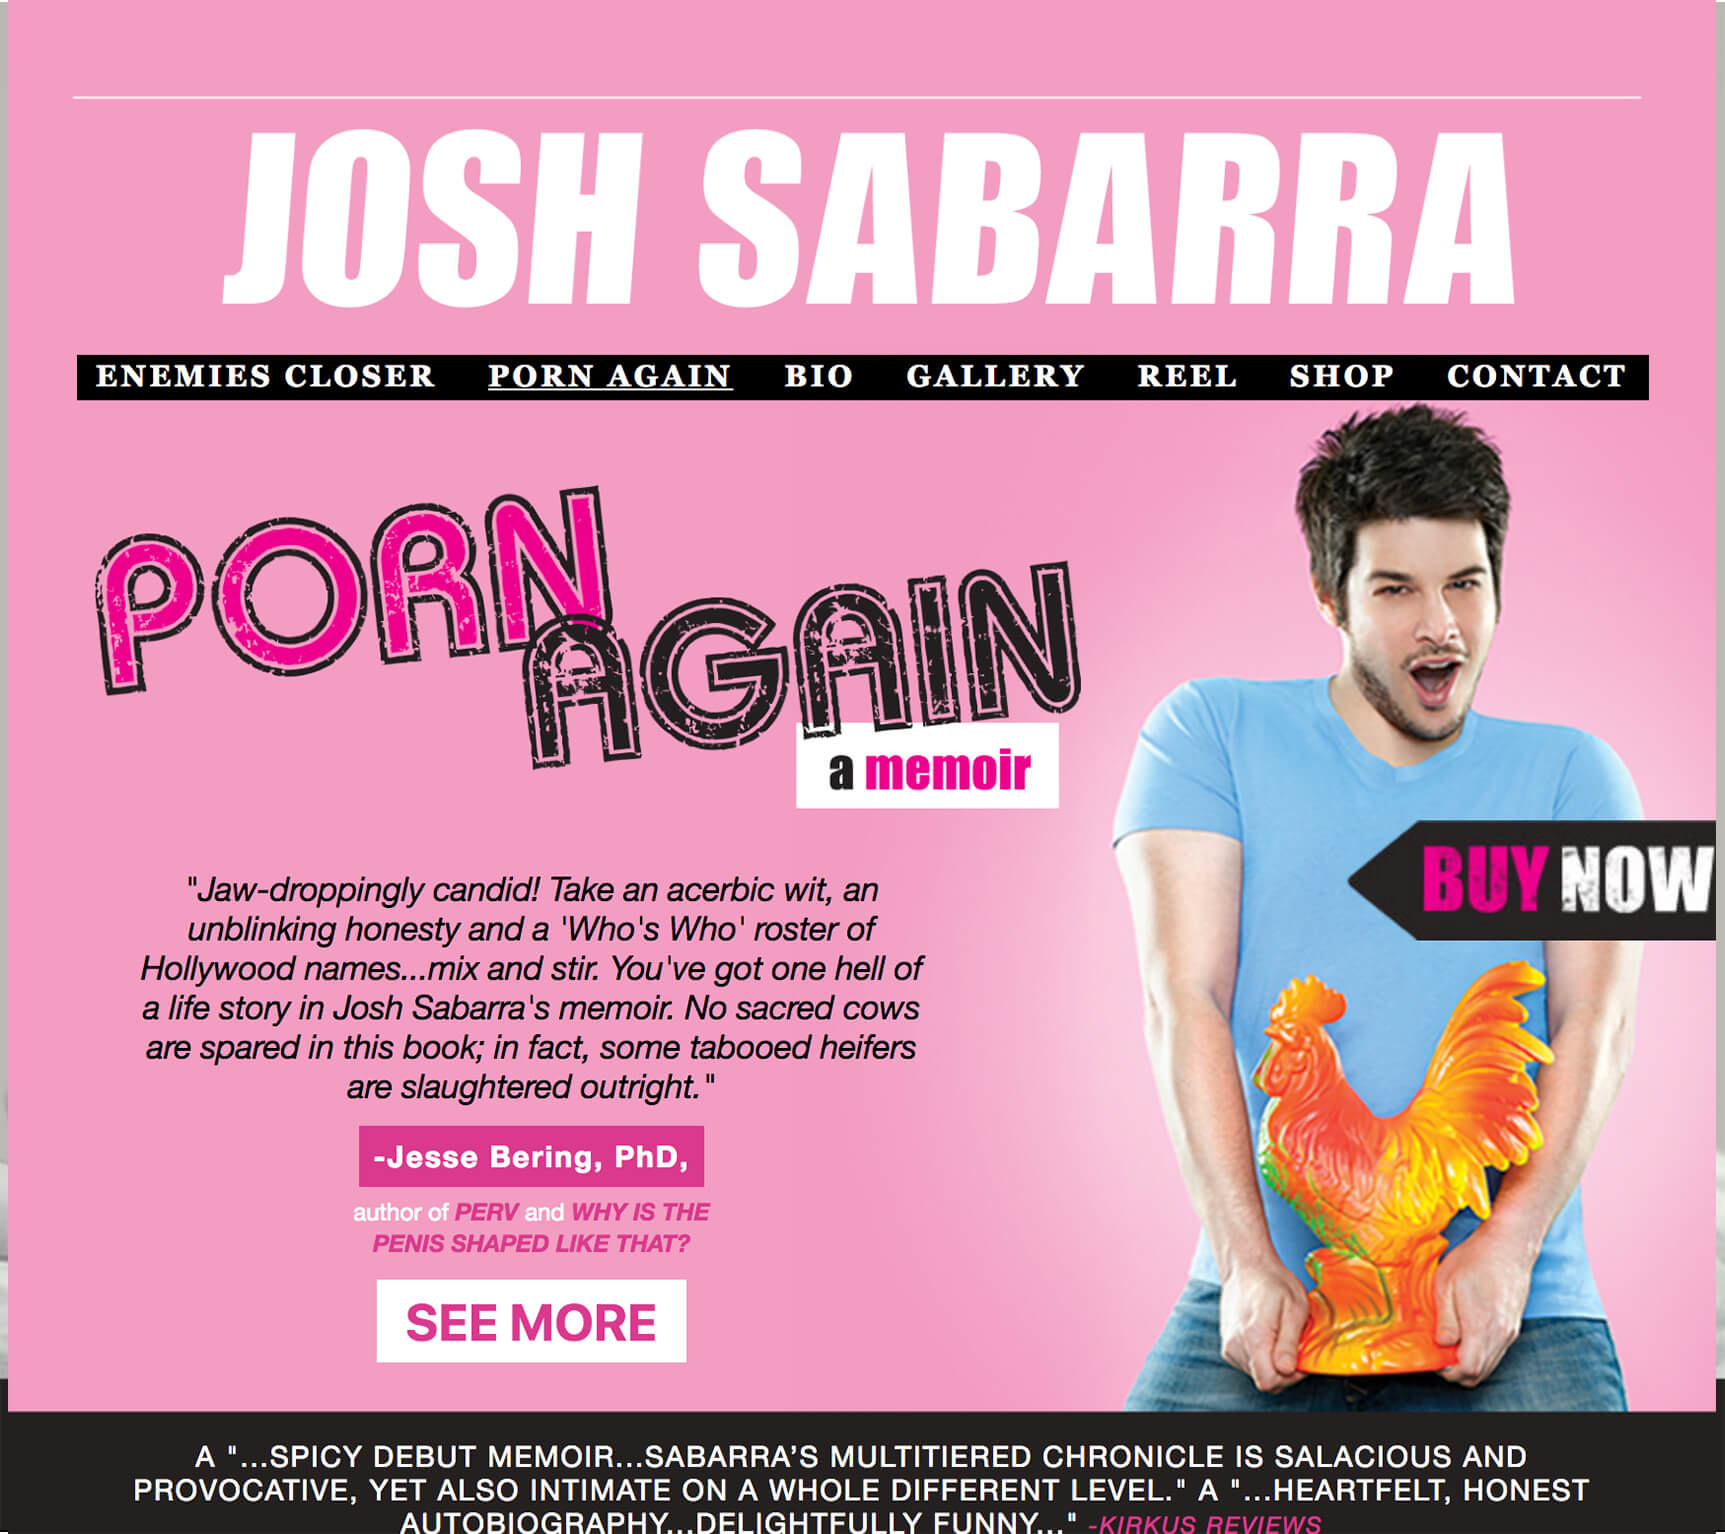 JOSH SABARRA
ENEMIES CLOSER PORN AGAIN BIO GALLERY REEL SHOP CONTACT
PORN
AGAIN
a memoir
BUY NOW
"Jaw-droppingly candid! Take an acerbic wit, an
unblinking honesty and a 'Who's Who' roster of
Hollywood names...mix and stir. You've got one hell of
a life story in Josh Sabarra's memoir. No sacred cows
are spared in this book; in fact, some tabooed heifers
are slaughtered outright."
-Jesse Bering, PhD,
author of PERV and WHY IS THE
PENIS SHAPED LIKE THAT?
SEE MORE
A "...SPICY DEBUT MEMOIR...SABARRA’S MULTITIERED CHRONICLE IS SALACIOUS AND
PROVOCATIVE, YET ALSO INTIMATE ON A WHOLE DIFFERENT LEVEL." A "...HEARTFELT, HONEST
AUTOBIOGRAPHY...DELIGHTFULLY FUNNY..." -KIRKUS REVIEWS